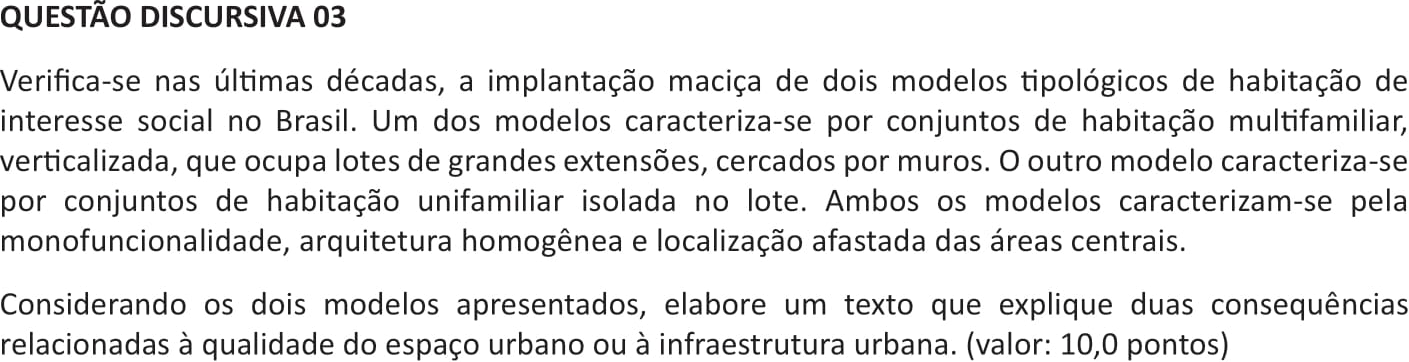 QUESTÃO DISCURSIVA 03
Verifica-se nas últimas décadas, a implantação maciça de dois modelos tipológicos de habitação de
interesse social no Brasil. Um dos modelos caracteriza-se por conjuntos de habitação multifamiliar,
verticalizada, que ocupa lotes de grandes extensões, cercados por muros. O outro modelo caracteriza-se
por conjuntos de habitação unifamiliar isolada no lote. Ambos os modelos caracterizam-se pela
monofuncionalidade, arquitetura homogênea e localização afastada das áreas centrais.
Considerando os dois modelos apresentados, elabore um texto que explique duas consequências
relacionadas à qualidade do espaço urbano ou à infraestrutura urbana. (valor: 10,0 pontos)